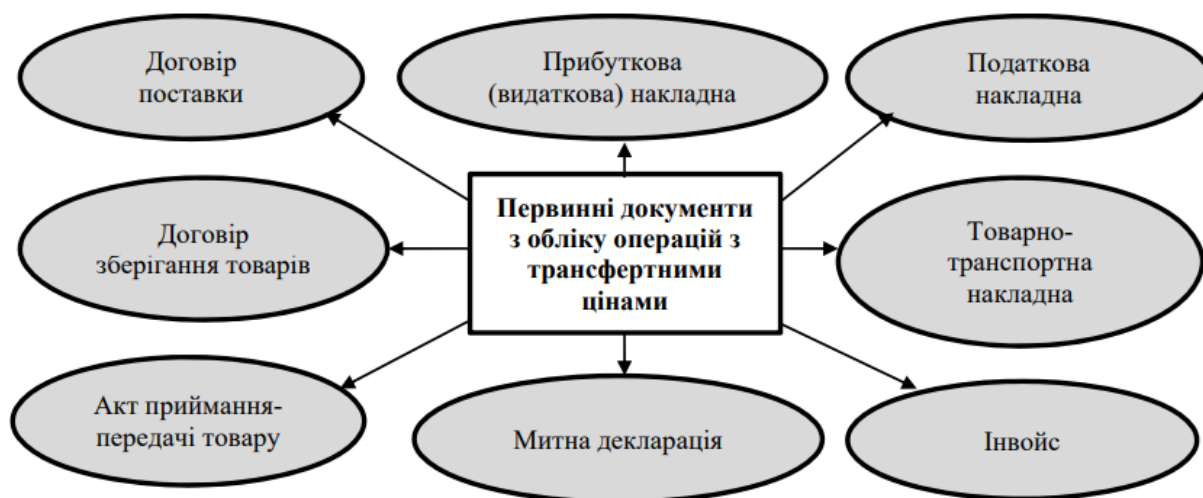 Договір
поставки
Прибуткова
(видаткова) накладна
Податкова
накладна
Первинні документи
з обліку операцій з
трансфертними
цінами
Договір
зберігання товарів
Товарно-
транспортна
накладна
Акт приймання-
передачі товару
Митна декларація
Інвойс